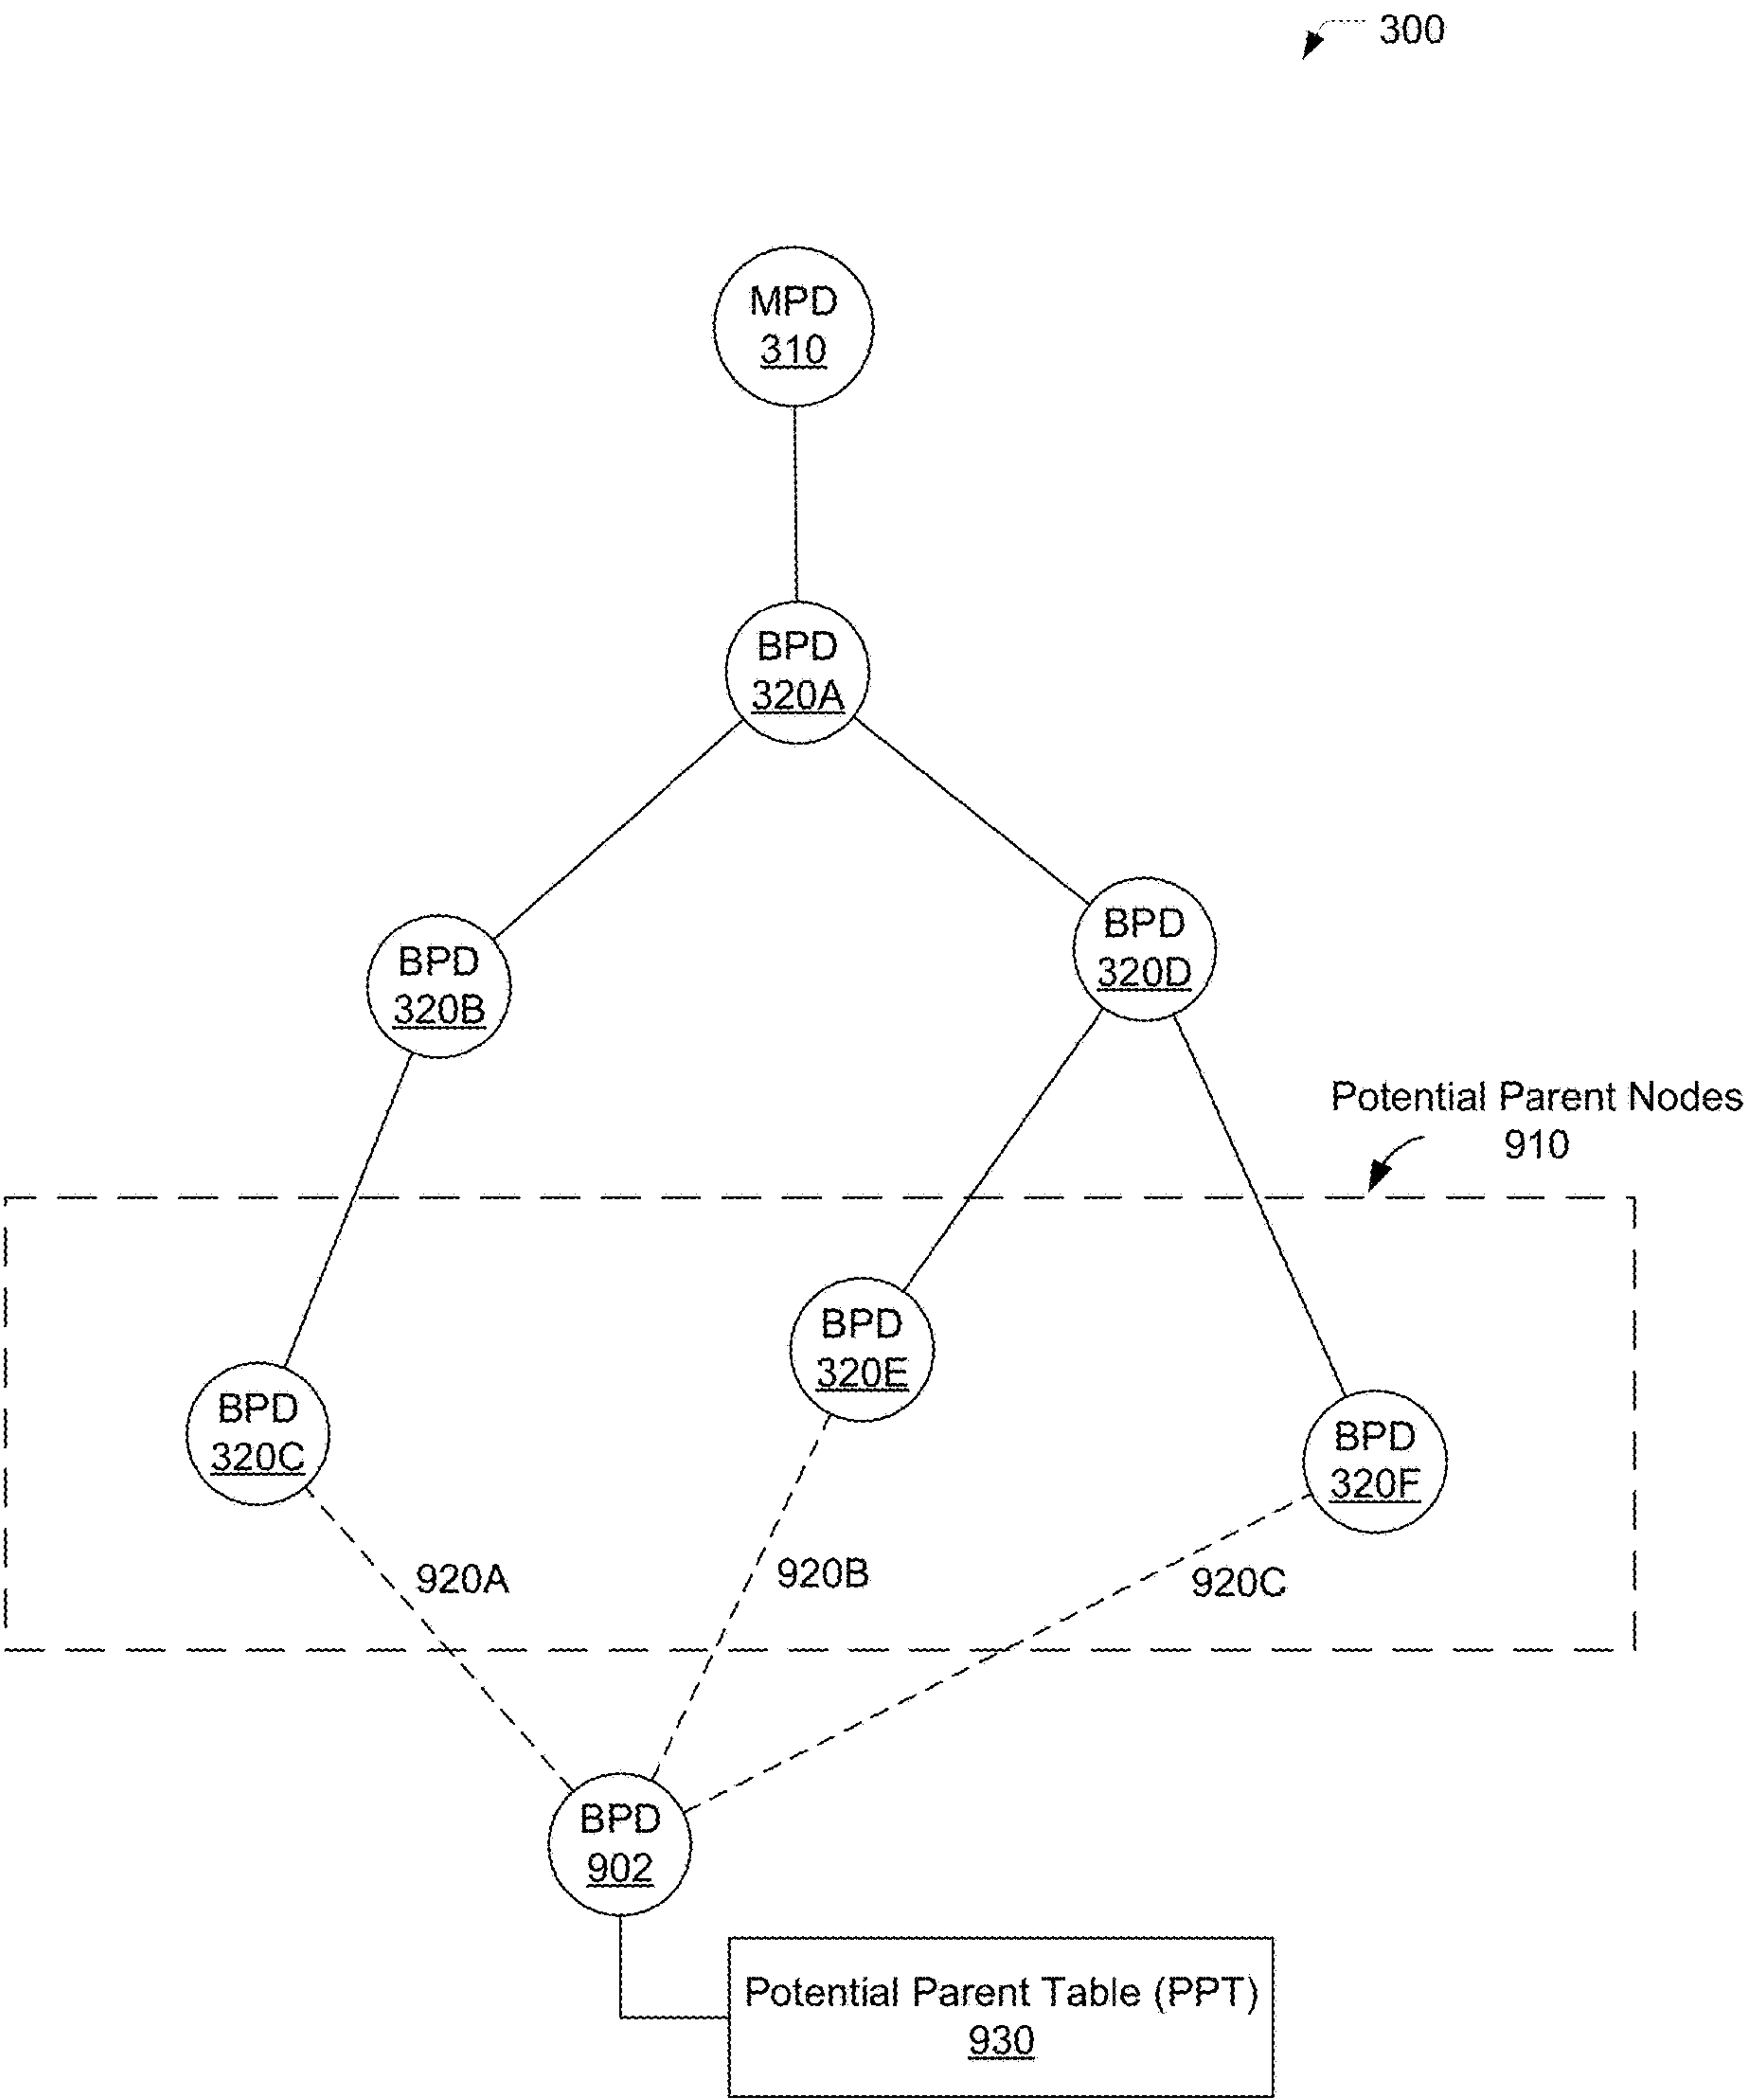 300
MPD
310
BPD
320A
BPD
320B
BPD
320D
Potential Parent Nodes
910
BPD
320C
BPD
320E
BPD
320F
920A
920B
920C
BPD
902
Potential Parent Table (PPT)
930